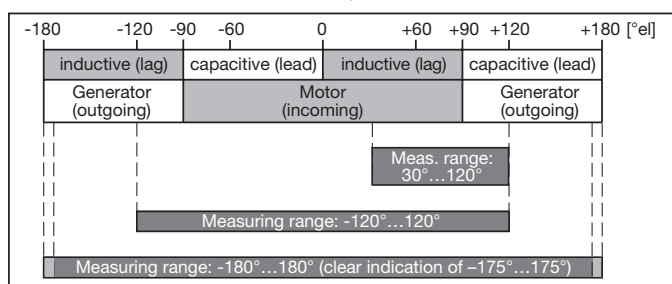 -180 -120 -90 -60 0 +60 +90 +120 +180 [°el]
inductive (lag) capacitive (lead) inductive (lag) capacitive (lead)
Generator Motor Generator
(outgoing) (incoming) (outgoing)
Meas. range:
30°...120°
Measuring range: -120°...120°
Measuring range: -180°...180° (clear indication of –175°...175°)